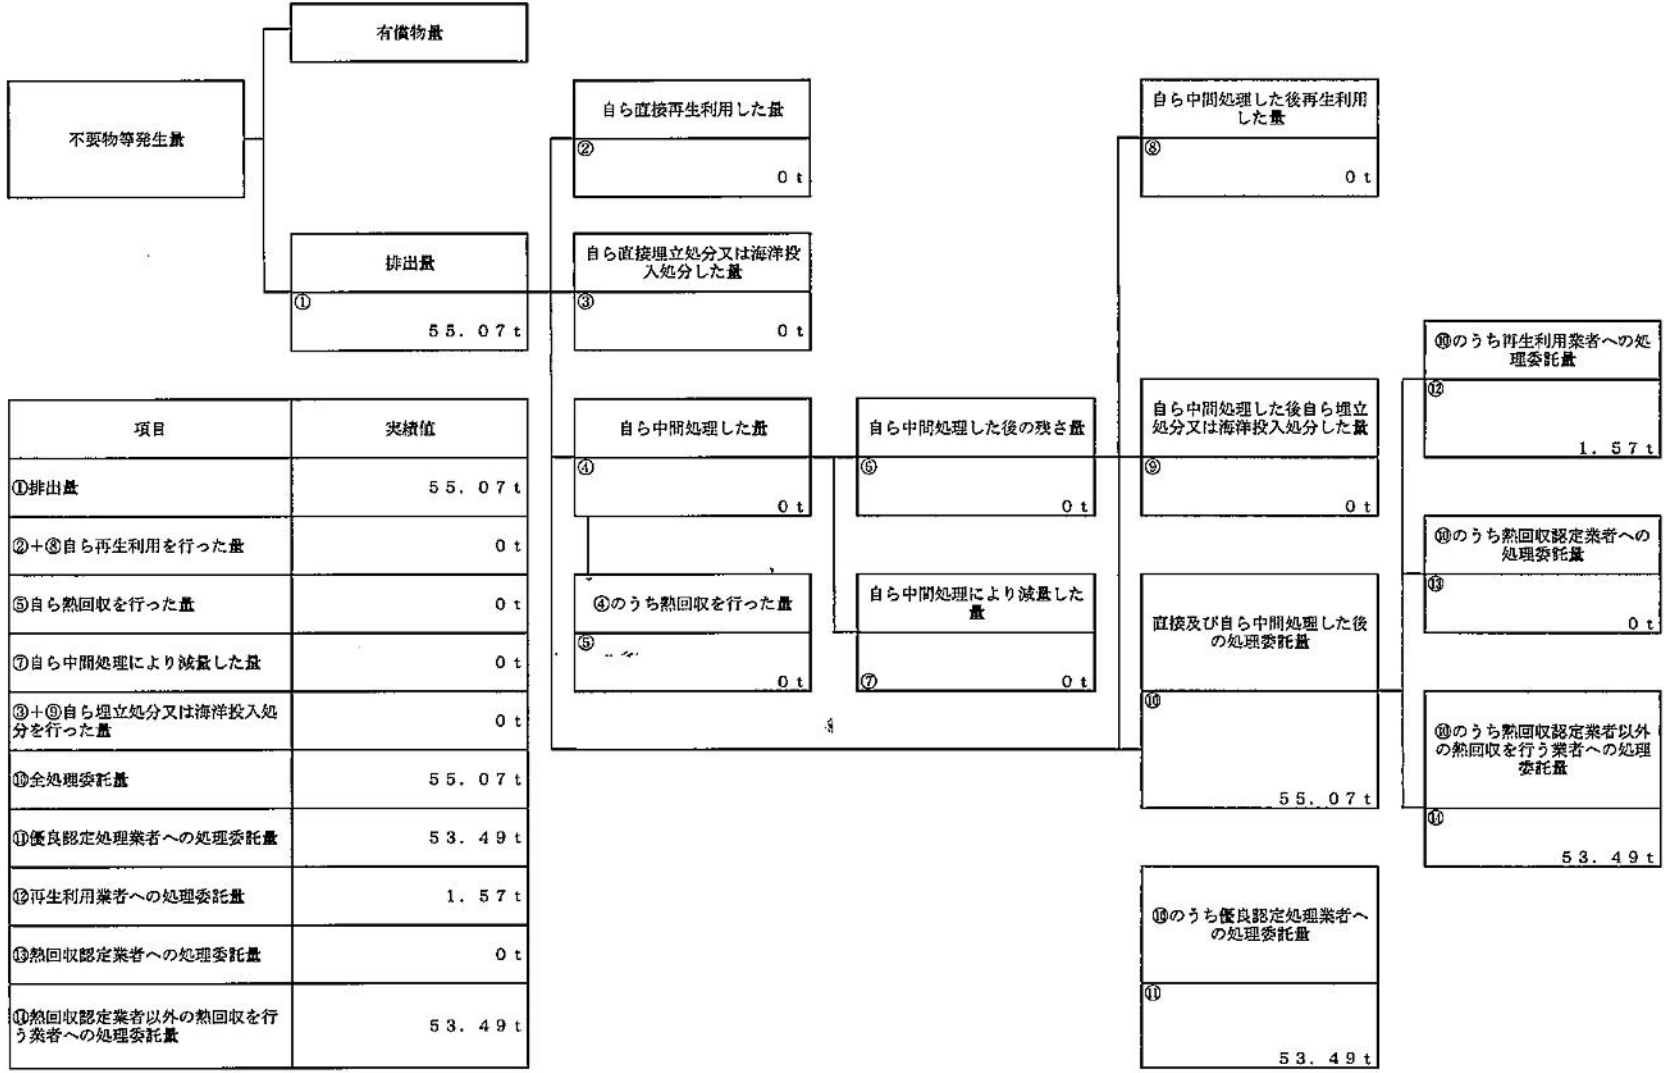 有償物量
不要物等発生量
排出量
①
55.07t
自ら直接再生利用した量
②
0t
自ら直接埋立処分又は海洋投
入処分した量
③
0t
自ら中間処理した量
④
0t
④のうち熱回収を行った量
⑤
0t
自ら中間処理した後の残さ量
⑥
0t
自ら中間処理により減量した
量
⑦
0t
自ら中間処理した後再生利用
した量
⑧
0t
自ら中間処理した後自ら埋立
処分又は海洋投入処分した量
⑨
0t
直接及び自ら中間処理した後
の処理委託量
⑩
55.07t
⑩のうち優良認定処理業者へ
の処理委託量
⑪
53.49t
⑩のうち再生利用業者への処
理委託量
⑫
1.57t
⑩のうち熱回収認定業者への
処理委託量
⑬
0t
⑩のうち熱回収認定業者以外
の熱回収を行う業者への処理
委託量
⑭
53.49t
項目 実績値
①排出量 55.07t
②+⑧自ら再生利用を行った量 0t
⑤自ら熱回収を行った量 0t
⑦自ら中間処理により減量した量 0t
③+⑨自ら埋立処分又は海洋投入処
分を行った量 0t
⑩全処理委託量 55.07t
⑪優良認定処理業者への処理委託量 53.49t
⑫再生利用業者への処理委託量 1.57t
⑬熱回収認定業者への処理委託量 0t
⑭熱回収認定業者以外の熱回収を行
う業者への処理委託量 53.49t